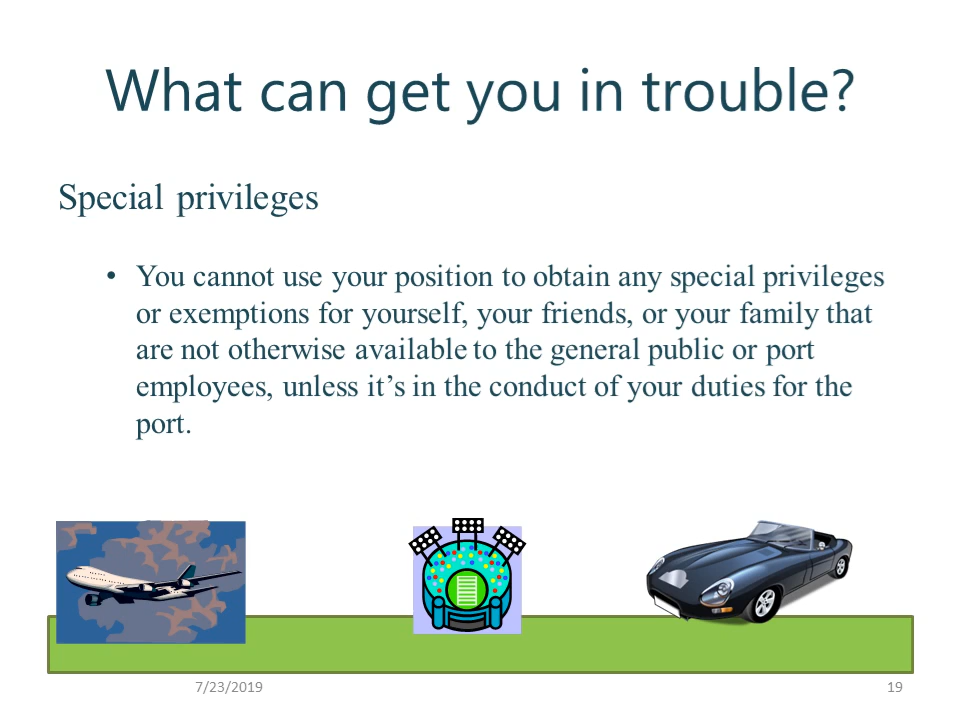 What can get you in trouble?
Special privileges
• You cannot use your position to obtain any special privileges
or exemptions for yourself, your friends, or your family that
are not otherwise available to the general public or port
employees, unless it’s in the conduct of your duties for the
port.
7/23/2019
19